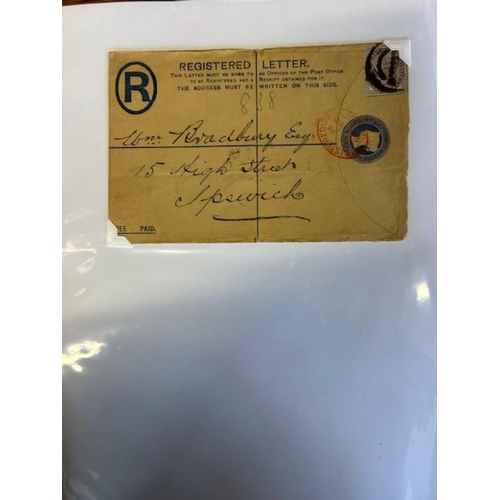 REGISTERED LETTER.
THIS LETTER MUST BE GIVEN TO AN OFFICER OF THE POST OFFICE
TO BE REGISTERED, AND A RECEIPT OBTAINED FOR IT.
THE ADDRESS MUST BE WRITTEN ON THIS SIDE.
R
838
Wm Bradbury Esq
15 High Street
Ipswich
FEE PAID.